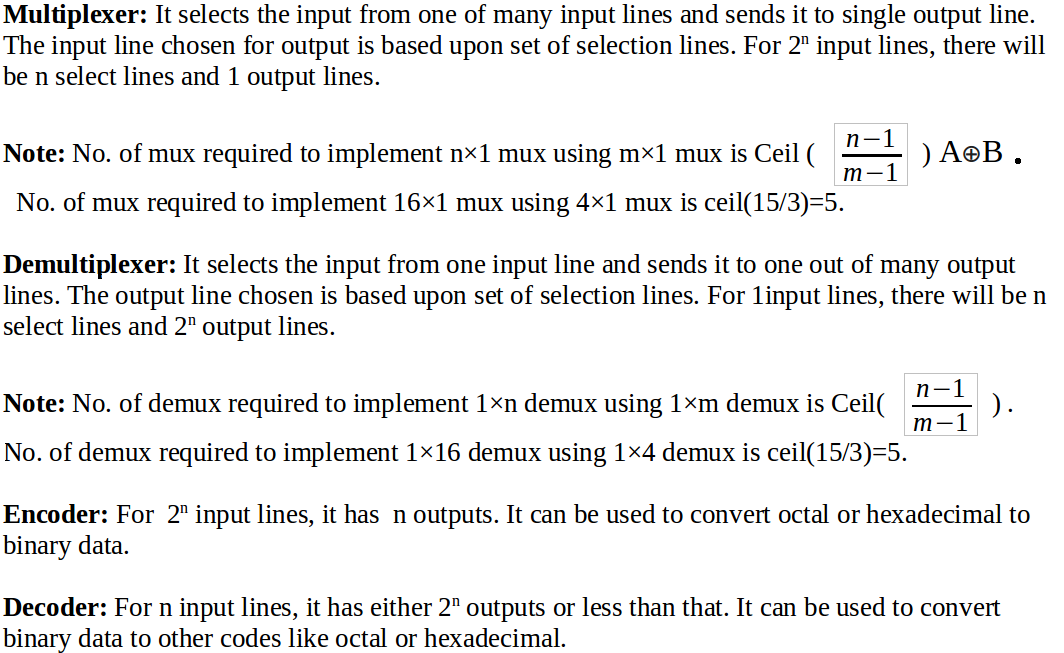 Multiplexer: It selects the input from one of many input lines and sends it to single output line.
The input line chosen for output is based upon set of selection lines. For 2ⁿ input lines, there will
be n select lines and 1 output lines.
Note: No. of mux required to implement n×1 mux using m×1 mux is Ceil ( (n−1)/(m−1) ) A⊕B .
No. of mux required to implement 16×1 mux using 4×1 mux is ceil(15/3)=5.
Demultiplexer: It selects the input from one input line and sends it to one out of many output
lines. The output line chosen is based upon set of selection lines. For 1input lines, there will be n
select lines and 2ⁿ output lines.
Note: No. of demux required to implement 1×n demux using 1×m demux is Ceil( (n−1)/(m−1) ) .
No. of demux required to implement 1×16 demux using 1×4 demux is ceil(15/3)=5.
Encoder: For 2ⁿ input lines, it has n outputs. It can be used to convert octal or hexadecimal to
binary data.
Decoder: For n input lines, it has either 2ⁿ outputs or less than that. It can be used to convert
binary data to other codes like octal or hexadecimal.